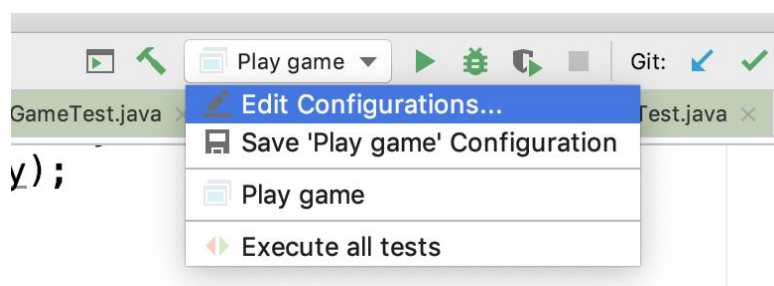 Play game
Git:
GameTest.java
Edit Configurations...
Test.java
Save 'Play game' Configuration
y);
Play game
Execute all tests